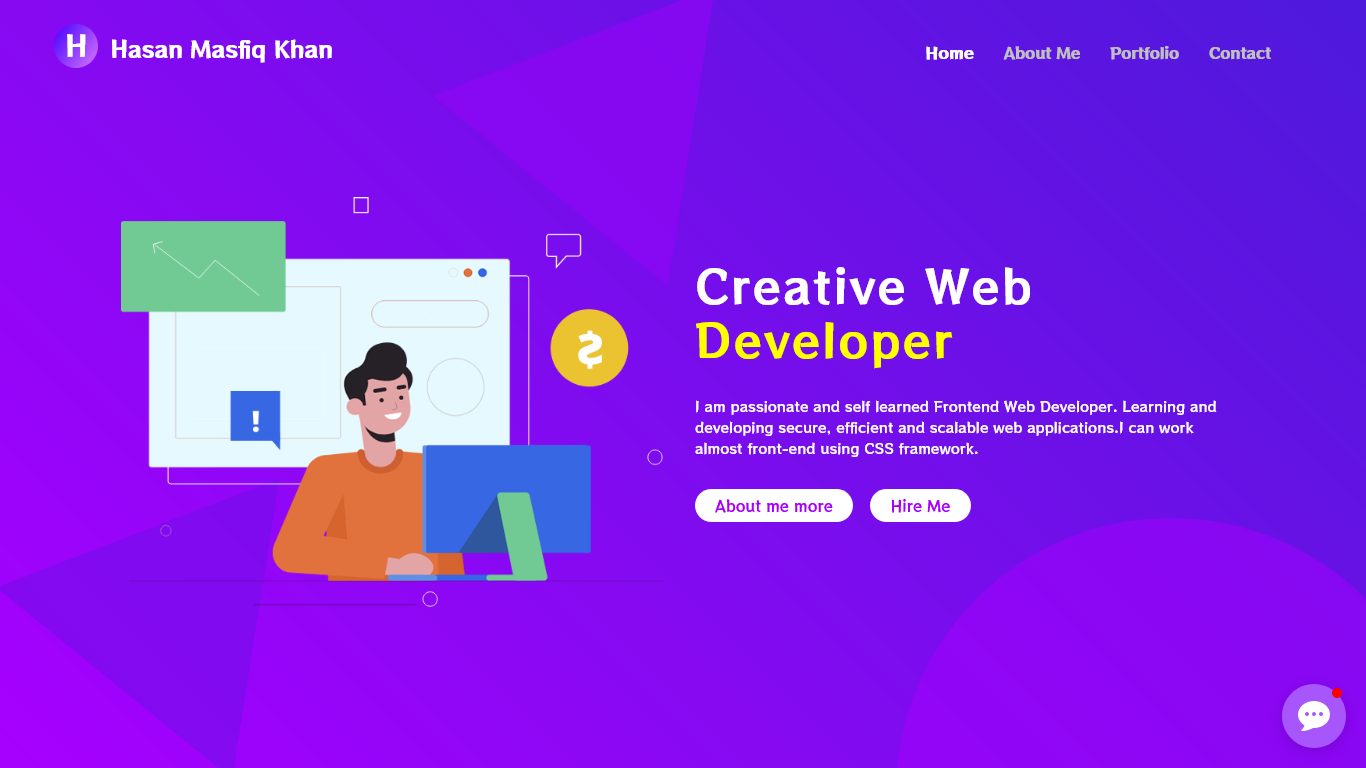 H Hasan Masfiq Khan
Home About Me Portfolio Contact
Creative Web
Developer
I am passionate and self learned Frontend Web Developer. Learning and
developing secure, efficient and scalable web applications.I can work
almost front-end using CSS framework.
About me more Hire Me
$
!